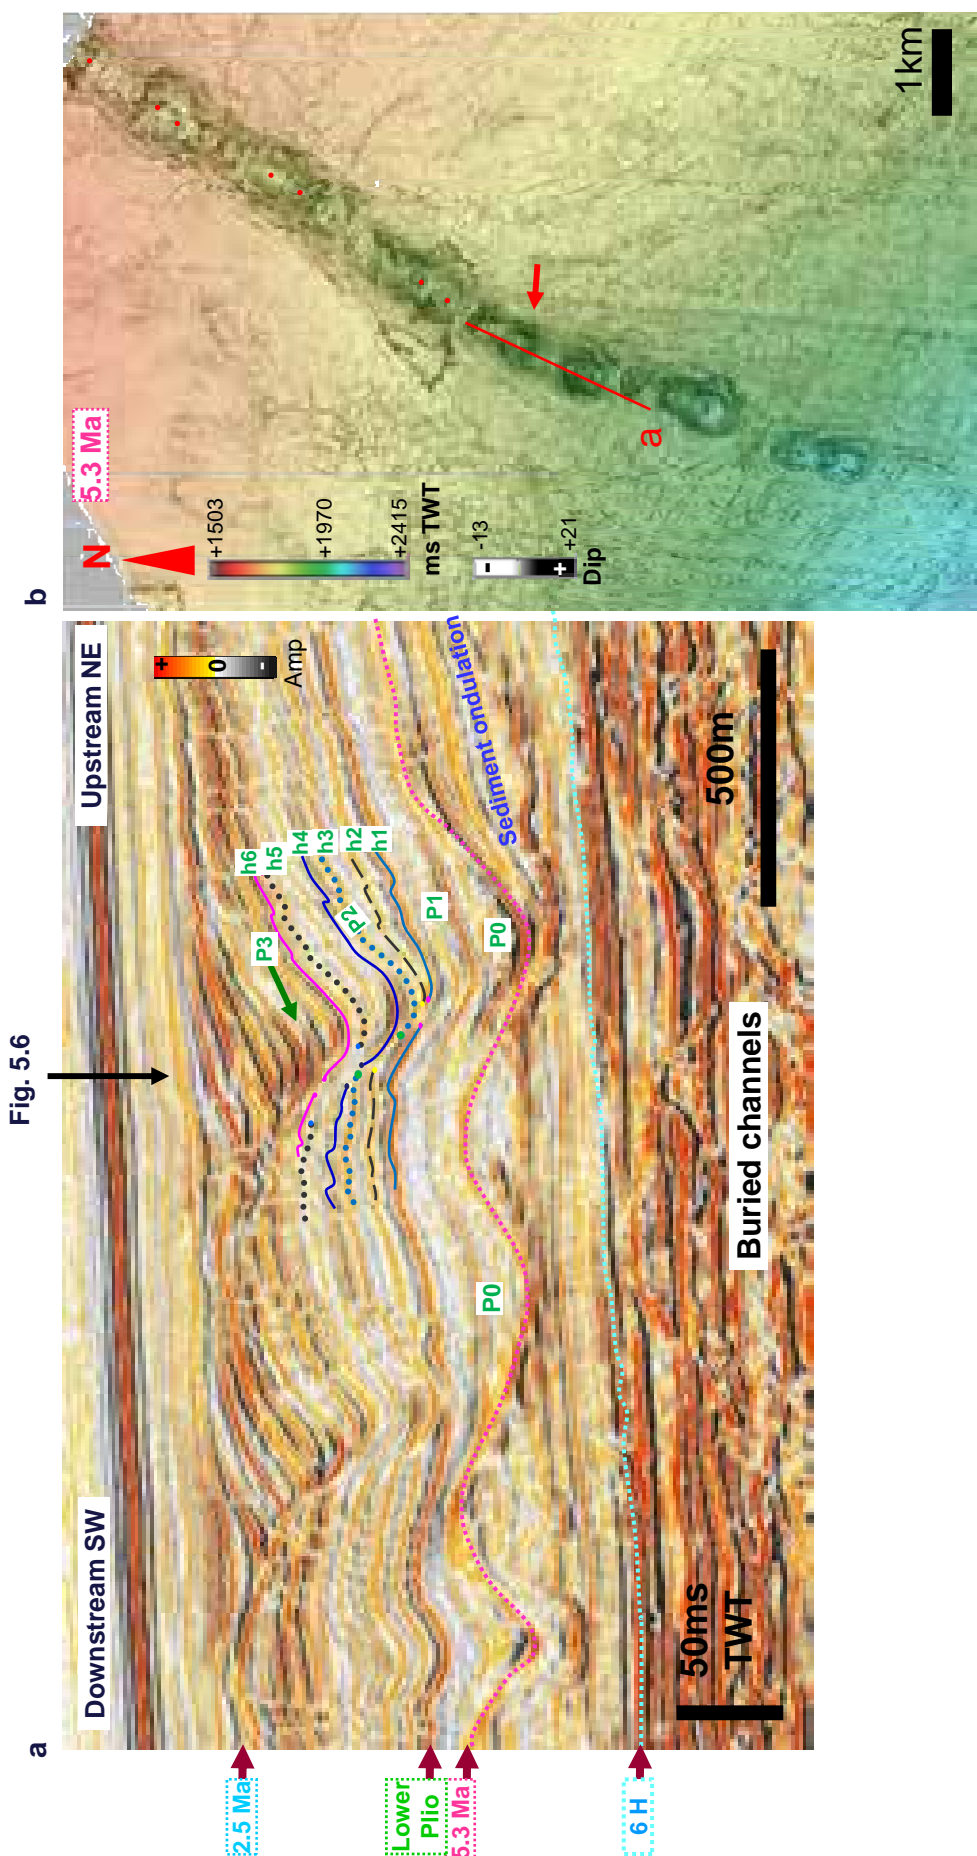 a
Fig. 5.6
Downstream SW
Upstream NE
+
0
-
Amp
h6
h5
h4
h3
h2
h1
P3
P2
P1
P0
P0
Sediment ondulation
2.5 Ma
Lower
Plio
5.3 Ma
6 H
50ms
TWT
Buried channels
500m
b
N
5.3 Ma
+1503
+1970
+2415
ms TWT
-13
-
+
+21
Dip
a
1km